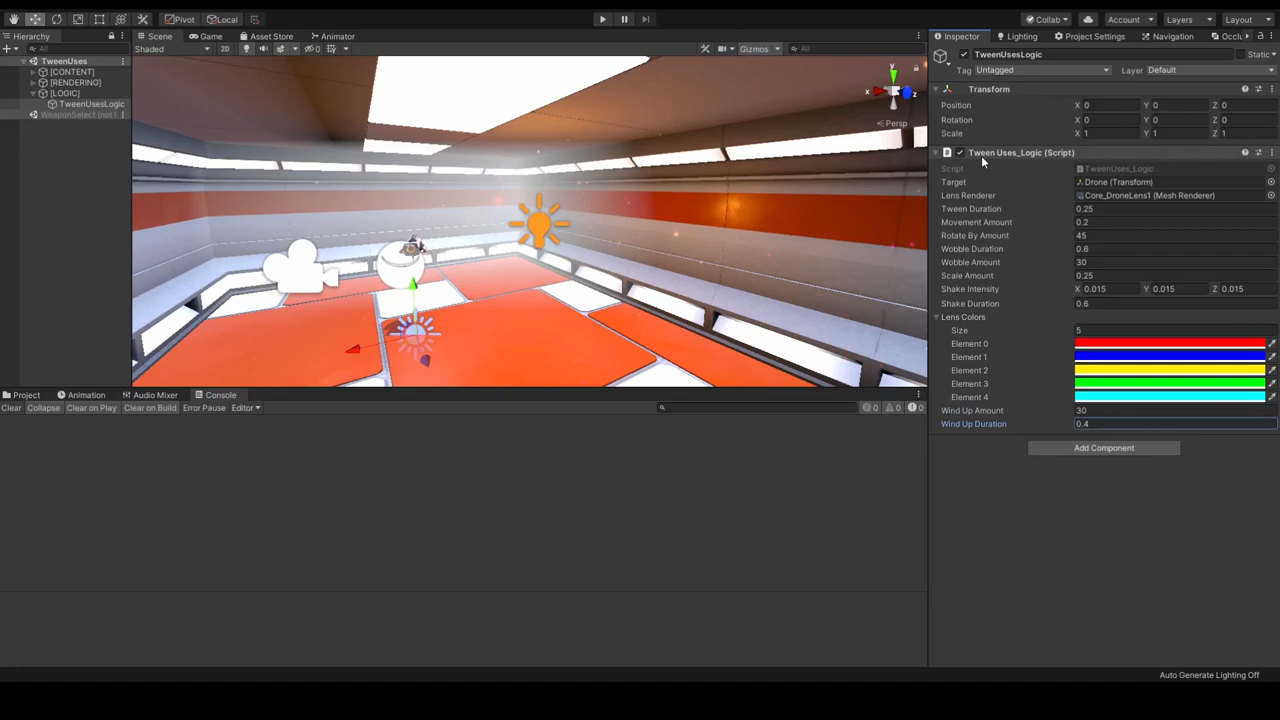 Pivot Local Collab Account Layers Layout
Hierarchy Scene Game Asset Store Animator Inspector Lighting Project Settings Navigation Occlu
All Shaded 2D 0 Gizmos All TweenUsesLogic Static
TweenUses
[CONTENT]
[RENDERING]
[LOGIC]
TweenUsesLogic
WeaponSelect (not l
y
x
z
Persp
Tag Untagged Layer Default
Transform
Position X 0 Y 0 Z 0
Rotation X 0 Y 0 Z 0
Scale X 1 Y 1 Z 1
Tween Uses_Logic (Script)
Script TweenUses_Logic
Target Drone (Transform)
Lens Renderer Core_DroneLens1 (Mesh Renderer)
Tween Duration 0.25
Movement Amount 0.2
Rotate By Amount 45
Wobble Duration 0.6
Wobble Amount 30
Scale Amount 0.25
Shake Intensity X 0.015 Y 0.015 Z 0.015
Shake Duration 0.6
Lens Colors
Size 5
Element 0
Element 1
Element 2
Element 3
Element 4
Wind Up Amount 30
Wind Up Duration 0.4
Add Component
Project Animation Audio Mixer Console
Clear Collapse Clear on Play Clear on Build Error Pause Editor 0 0 0
Auto Generate Lighting Off